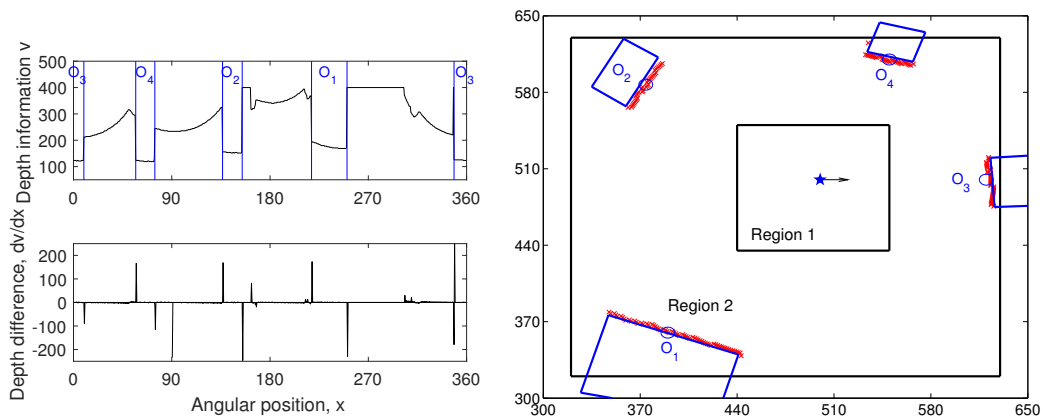 Depth information v
500
400
300
200
100
O3 O4 O2 O1 O3
0 90 180 270 360
Depth difference, dv/dx
200
100
0
-100
-200
0 90 180 270 360
Angular position, x
650
580
510
440
370
300
O2
O4
O3
Region 1
Region 2
O1
300 370 440 510 580 650